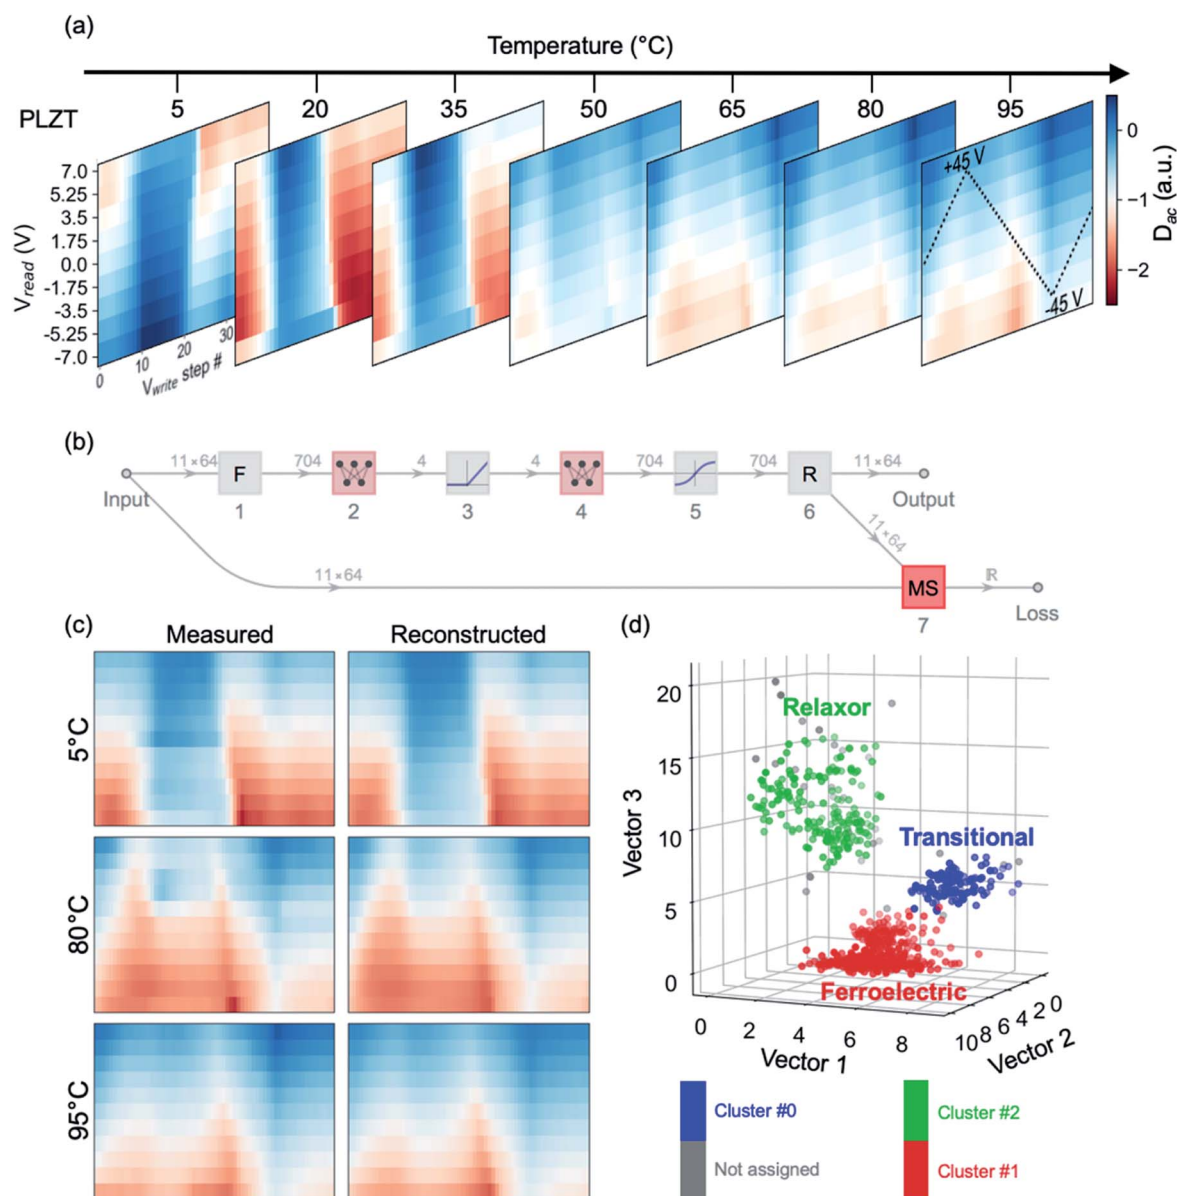 (a)
Temperature (°C)
5 20 35 50 65 80 95
PLZT
7.0
5.25
3.5
1.75
0.0
-1.75
-3.5
-5.25
-7.0
Vread (V)
0 10 20 30
Vwrite step #
+45 V
-45 V
0
−1
−2
Dac (a.u.)
(b)
11×64 704 4 4 704 704 11×64
F R
Input 1 2 3 4 5 6 Output
11×64
11×64
MS
ℝ
7
Loss
(c)
Measured Reconstructed
5°C
80°C
95°C
(d)
20
15
10
5
0
Vector 3
Relaxor
Transitional
Ferroelectric
0 2 4 6 8
Vector 1
10 8 6 4 2 0
Vector 2
Cluster #0
Cluster #2
Not assigned
Cluster #1